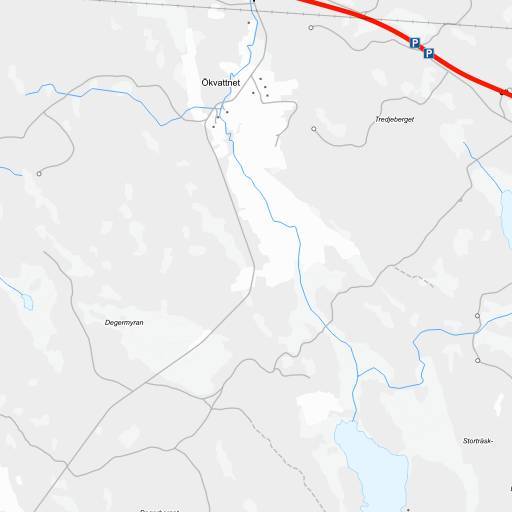 P
P
Ökvattnet
Tredjeberget
Degermyran
Storträsk-